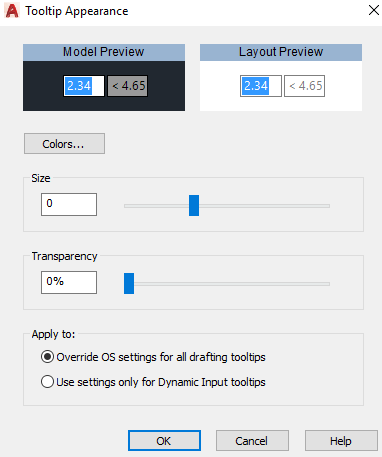 Tooltip Appearance
Model Preview
Layout Preview
2.34 < 4.65
2.34 < 4.65
Colors...
Size
0
Transparency
0%
Apply to:
Override OS settings for all drafting tooltips
Use settings only for Dynamic Input tooltips
OK Cancel Help